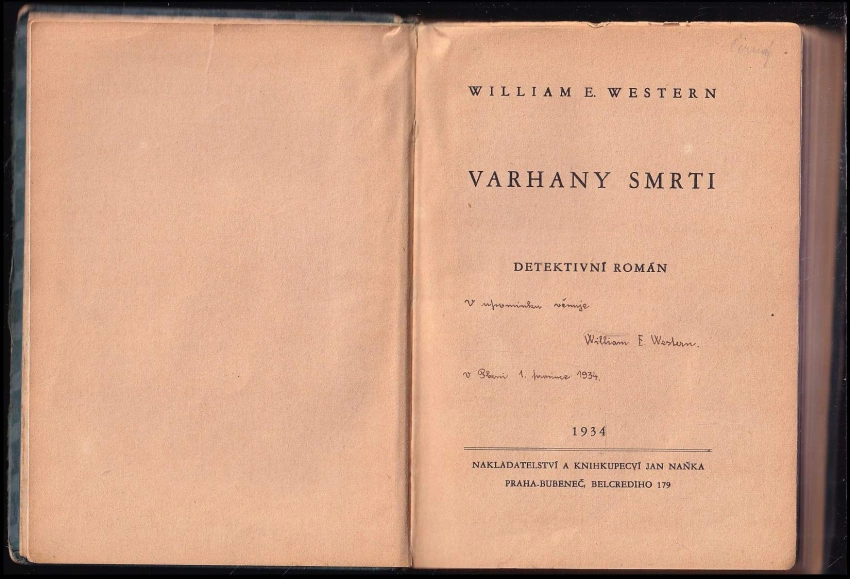 WILLIAM E. WESTERN
VARHANY SMRTI
DETEKTIVNÍ ROMÁN
V upomínku věnuje
William E Western.
v Plzni 1. prosince 1934.
1934
NAKLADATELSTVÍ A KNIHKUPECVÍ JAN NAŇKA
PRAHA-BUBENEČ, BELCREDIHO 179